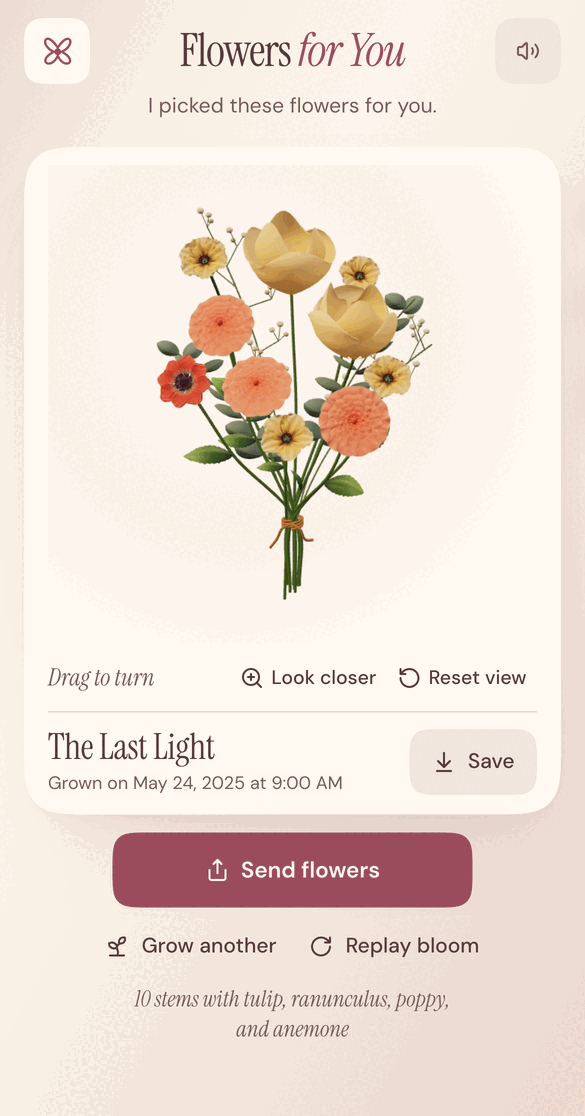 Flowers for You
I picked these flowers for you.
Drag to turn
Look closer
Reset view
The Last Light
Grown on May 24, 2025 at 9:00 AM
Save
Send flowers
Grow another
Replay bloom
10 stems with tulip, ranunculus, poppy,
and anemone